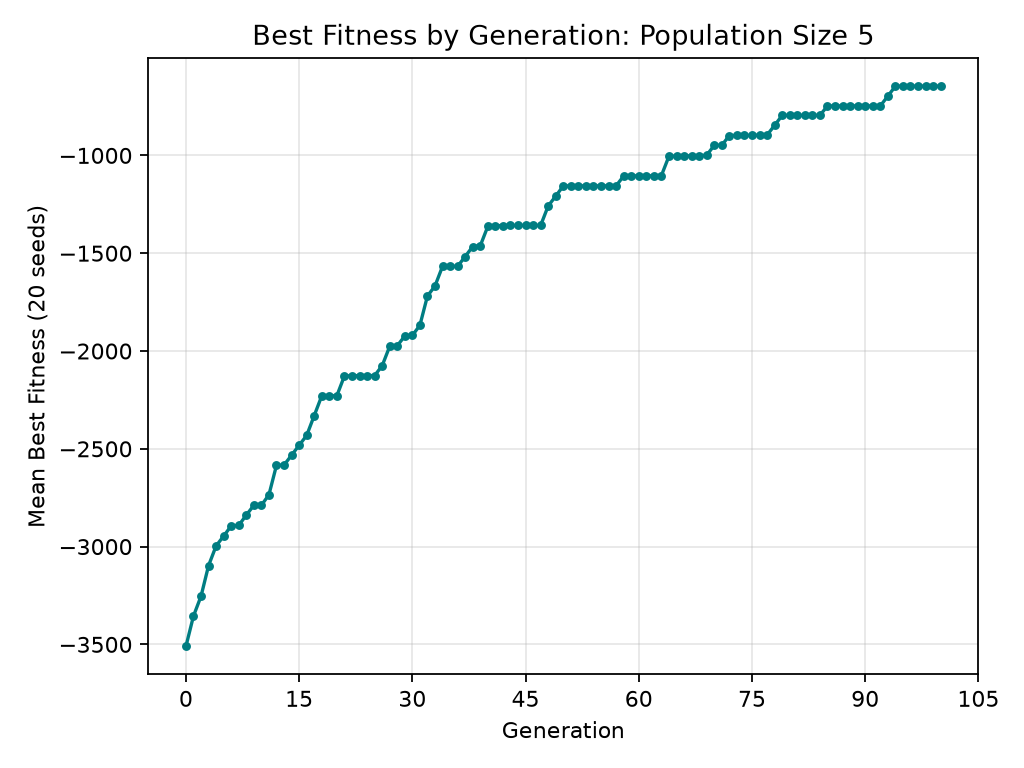 Best Fitness by Generation: Population Size 5
Mean Best Fitness (20 seeds)
−1000
−1500
−2000
−2500
−3000
−3500
0 15 30 45 60 75 90 105
Generation